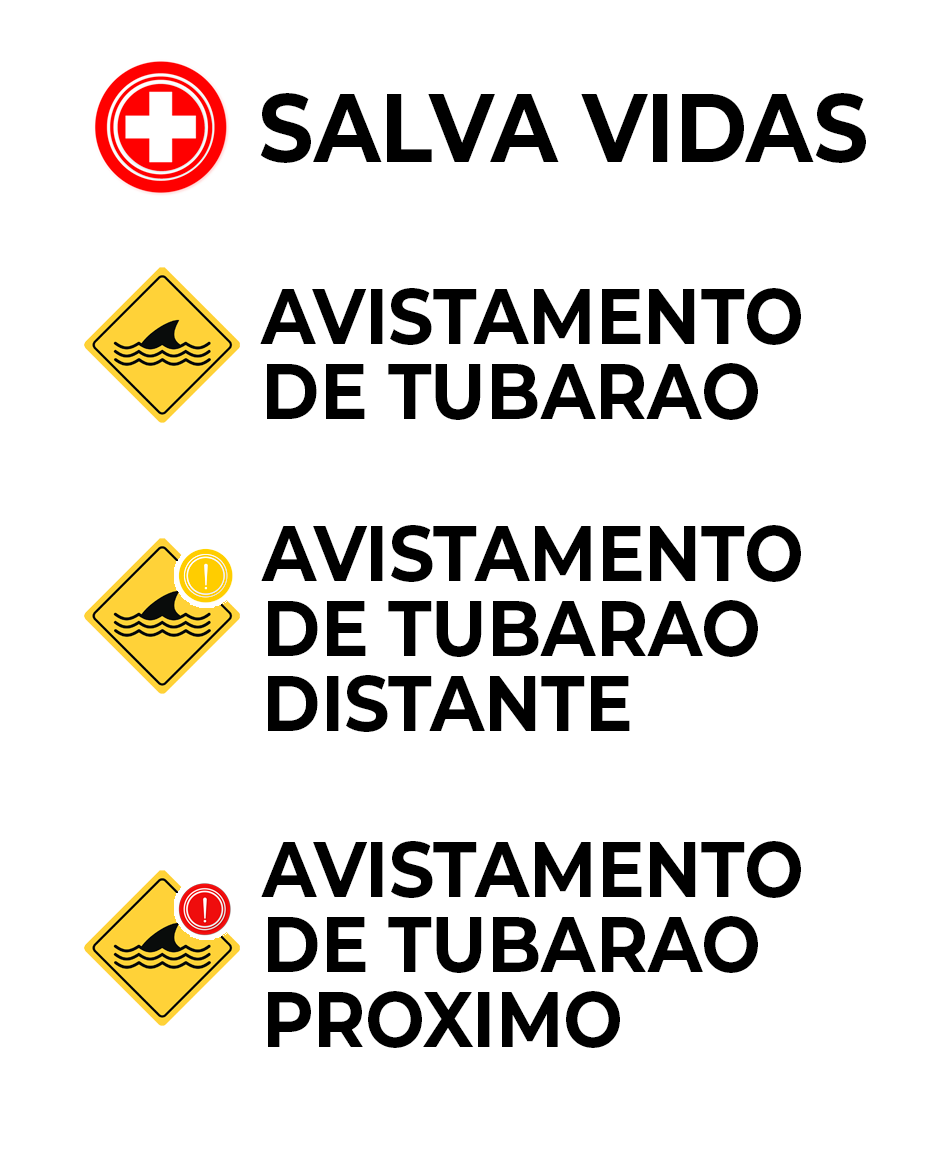 SALVA VIDAS
AVISTAMENTO
DE TUBARAO
!
AVISTAMENTO
DE TUBARAO
DISTANTE
!
AVISTAMENTO
DE TUBARAO
PROXIMO